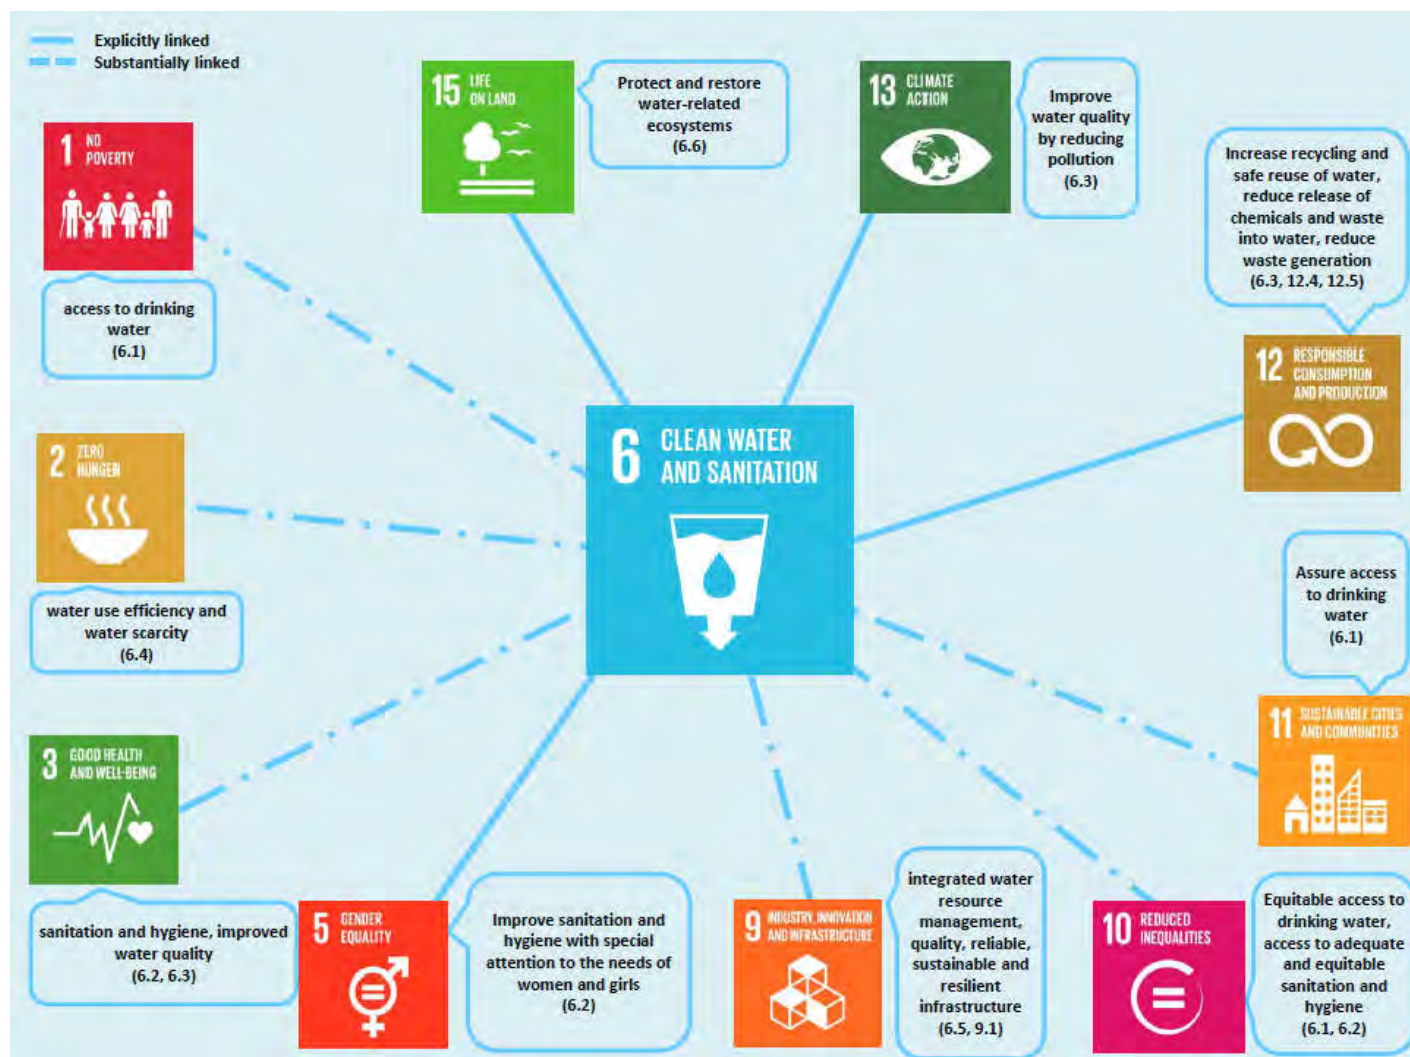 Explicitly linked
Substantially linked
15 LIFE
ON LAND
Protect and restore
water-related
ecosystems
(6.6)
13 CLIMATE
ACTION
Improve
water quality
by reducing
pollution
(6.3)
1 NO
POVERTY
access to drinking
water
(6.1)
Increase recycling and
safe reuse of water,
reduce release of
chemicals and waste
into water, reduce
waste generation
(6.3, 12.4, 12.5)
12 RESPONSIBLE
CONSUMPTION
AND PRODUCTION
2 ZERO
HUNGER
water use efficiency and
water scarcity
(6.4)
6 CLEAN WATER
AND SANITATION
Assure access
to drinking
water
(6.1)
11 SUSTAINABLE CITIES
AND COMMUNITIES
3 GOOD HEALTH
AND WELL-BEING
sanitation and hygiene, improved
water quality
(6.2, 6.3)
5 GENDER
EQUALITY
Improve sanitation and
hygiene with special
attention to the needs of
women and girls
(6.2)
9 INDUSTRY, INNOVATION
AND INFRASTRUCTURE
integrated water
resource
management,
quality, reliable,
sustainable and
resilient
infrastructure
(6.5, 9.1)
10 REDUCED
INEQUALITIES
Equitable access to
drinking water,
access to adequate
and equitable
sanitation and
hygiene
(6.1, 6.2)